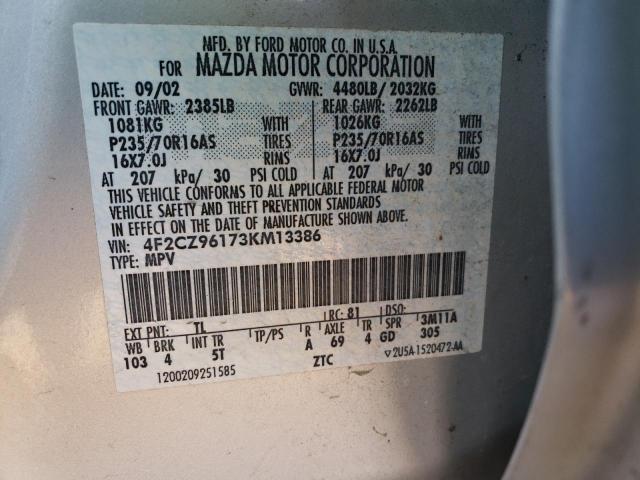 MFD. BY FORD MOTOR CO. IN U.S.A.
FOR MAZDA MOTOR CORPORATION
DATE: 09/02 GVWR: 4480LB/ 2032KG
FRONT GAWR: 2385LB REAR GAWR: 2262LB
1081KG WITH 1026KG WITH
P235/70R16AS TIRES P235/70R16AS TIRES
16X7.0J RIMS 16X7.0J RIMS
AT 207 kPa/ 30 PSI COLD AT 207 kPa/ 30 PSI COLD
THIS VEHICLE CONFORMS TO ALL APPLICABLE FEDERAL MOTOR
VEHICLE SAFETY AND THEFT PREVENTION STANDARDS
IN EFFECT ON THE DATE OF MANUFACTURE SHOWN ABOVE.
VIN: 4F2CZ96173KM13386
TYPE: MPV
EXT PNT: TL RC: 81 DSO:
WB BRK INT TR TP/PS R AXLE TR SPR 3M11A
103 4 5T A 69 4 GD 305
1200209251585 ZTC ▽2U5A-1520472-AA